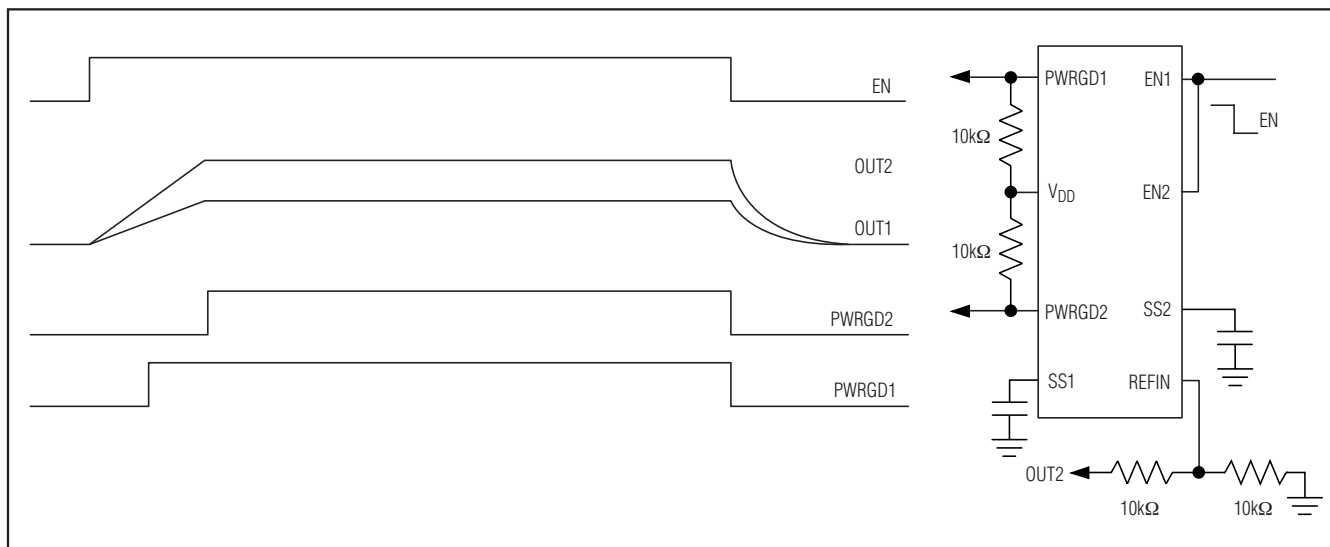 EN
OUT2
OUT1
PWRGD2
PWRGD1
PWRGD1
EN1
EN
10kΩ
VDD
EN2
10kΩ
PWRGD2
SS2
SS1
REFIN
OUT2
10kΩ
10kΩ